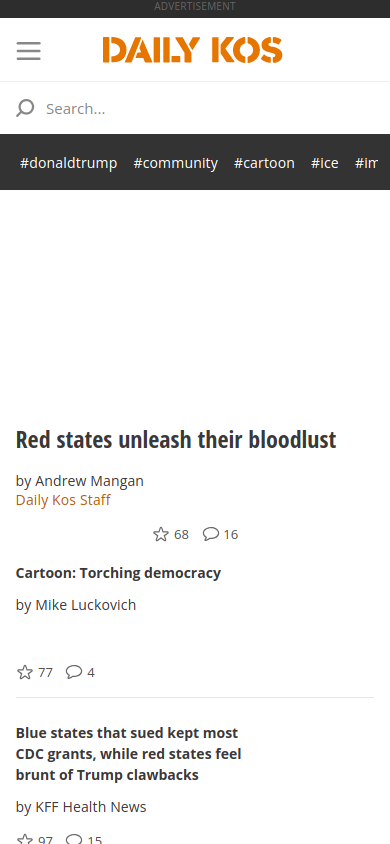 ADVERTISEMENT
DAILY KOS
Search...
#donaldtrump #community #cartoon #ice #im
Red states unleash their bloodlust
by Andrew Mangan
Daily Kos Staff
68 16
Cartoon: Torching democracy
by Mike Luckovich
77 4
Blue states that sued kept most
CDC grants, while red states feel
brunt of Trump clawbacks
by KFF Health News
97 15